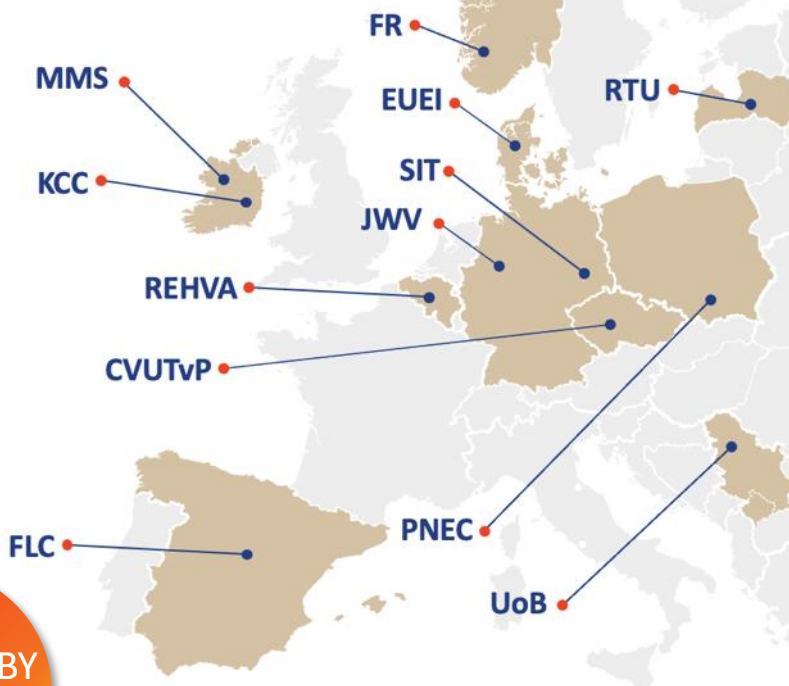 FR
MMS
EUEI
RTU
SIT
KCC
JWV
REHVA
CVUTvP
PNEC
FLC
UoB
BY